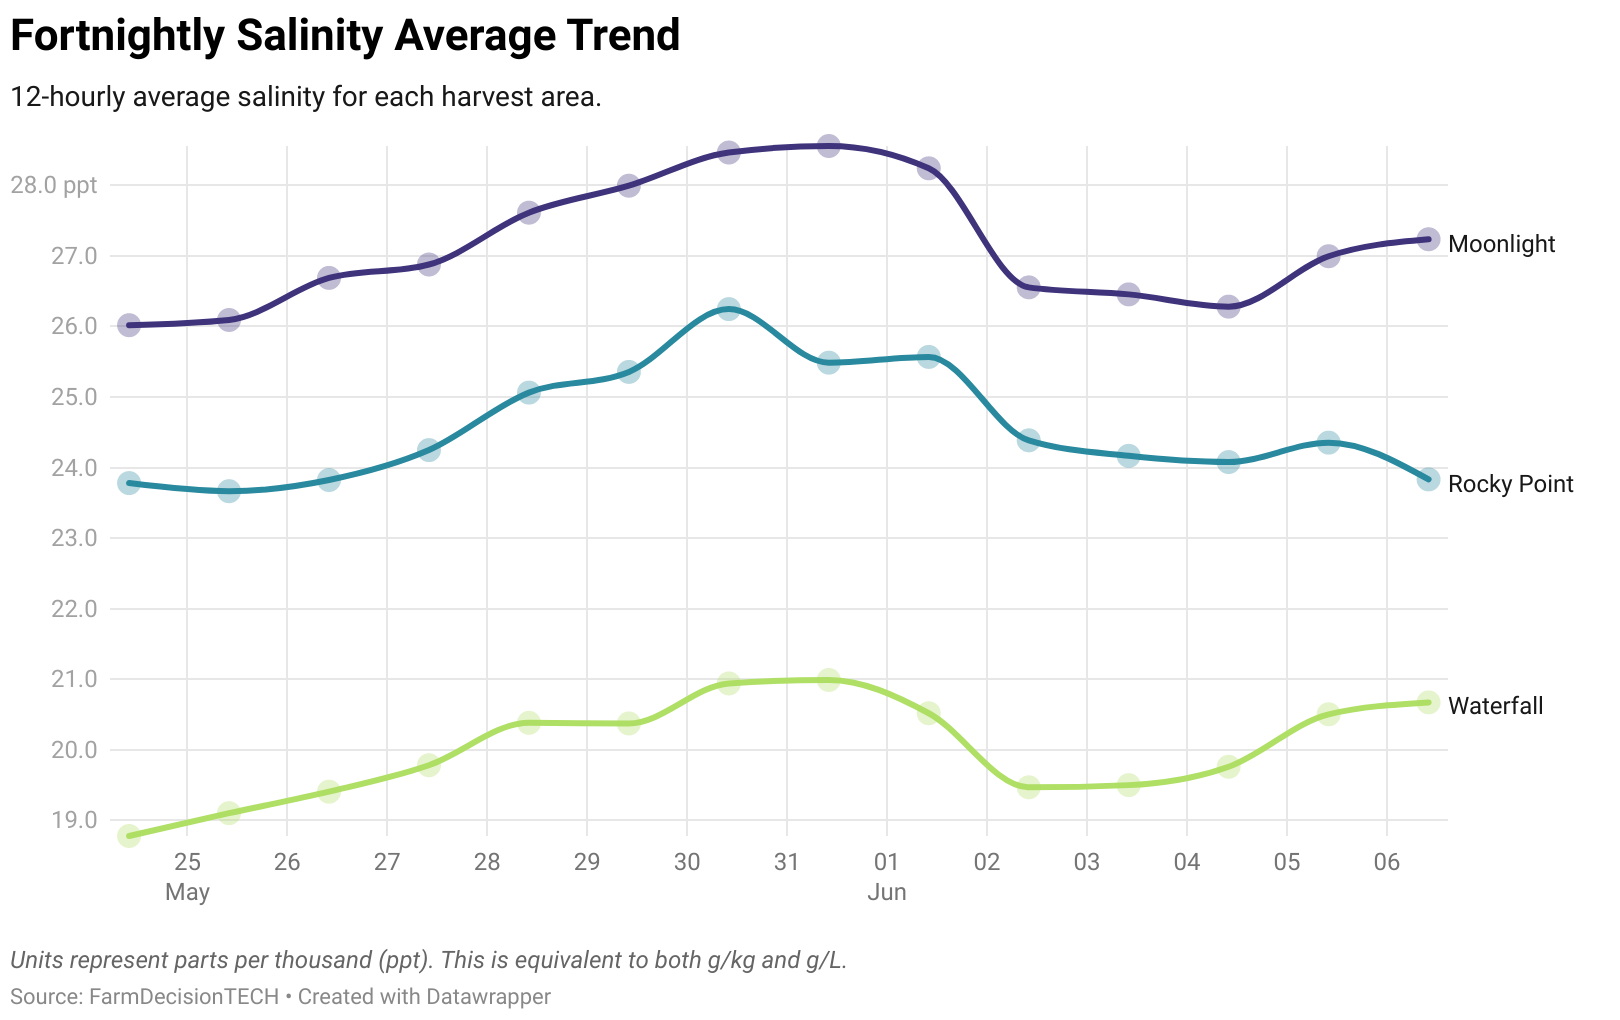 Fortnightly Salinity Average Trend
12-hourly average salinity for each harvest area.
28.0 ppt
27.0
26.0
25.0
24.0
23.0
22.0
21.0
20.0
19.0
Moonlight
Rocky Point
Waterfall
25 26 27 28 29 30 31 01 02 03 04 05 06
May Jun
Units represent parts per thousand (ppt). This is equivalent to both g/kg and g/L.
Source: FarmDecisionTECH • Created with Datawrapper